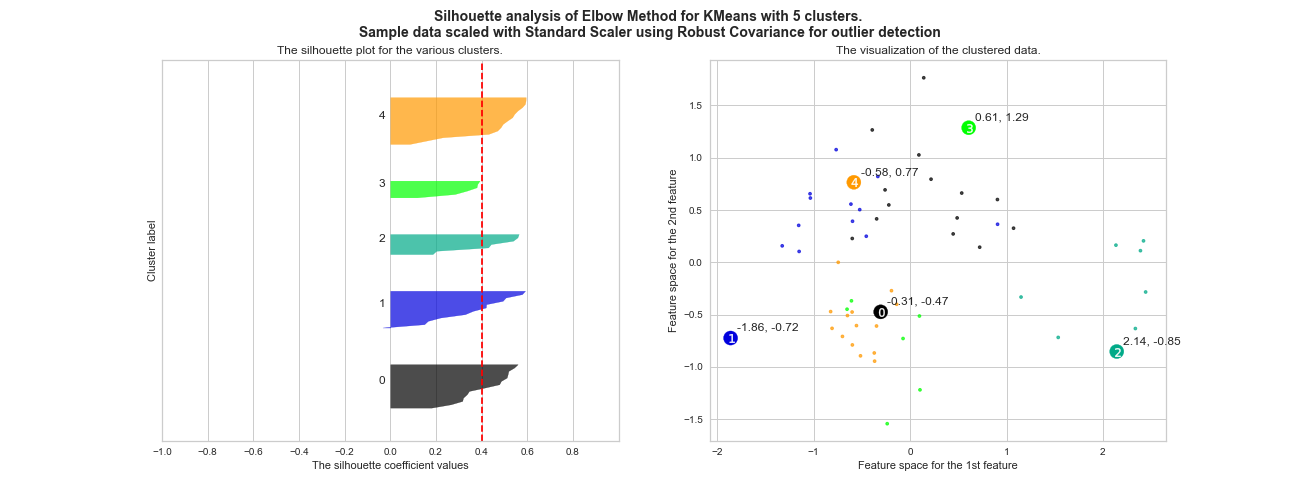 Silhouette analysis of Elbow Method for KMeans with 5 clusters.
Sample data scaled with Standard Scaler using Robust Covariance for outlier detection
The silhouette plot for the various clusters.
4
3
2
1
0
Cluster label
−1.0 −0.8 −0.6 −0.4 −0.2 0.0 0.2 0.4 0.6 0.8
The silhouette coefficient values
The visualization of the clustered data.
1.5
1.0
0.5
0.0
−0.5
−1.0
−1.5
Feature space for the 2nd feature
0.61, 1.29
3
-0.58, 0.77
4
-0.31, -0.47
0
-1.86, -0.72
1
2.14, -0.85
2
−2 −1 0 1 2
Feature space for the 1st feature